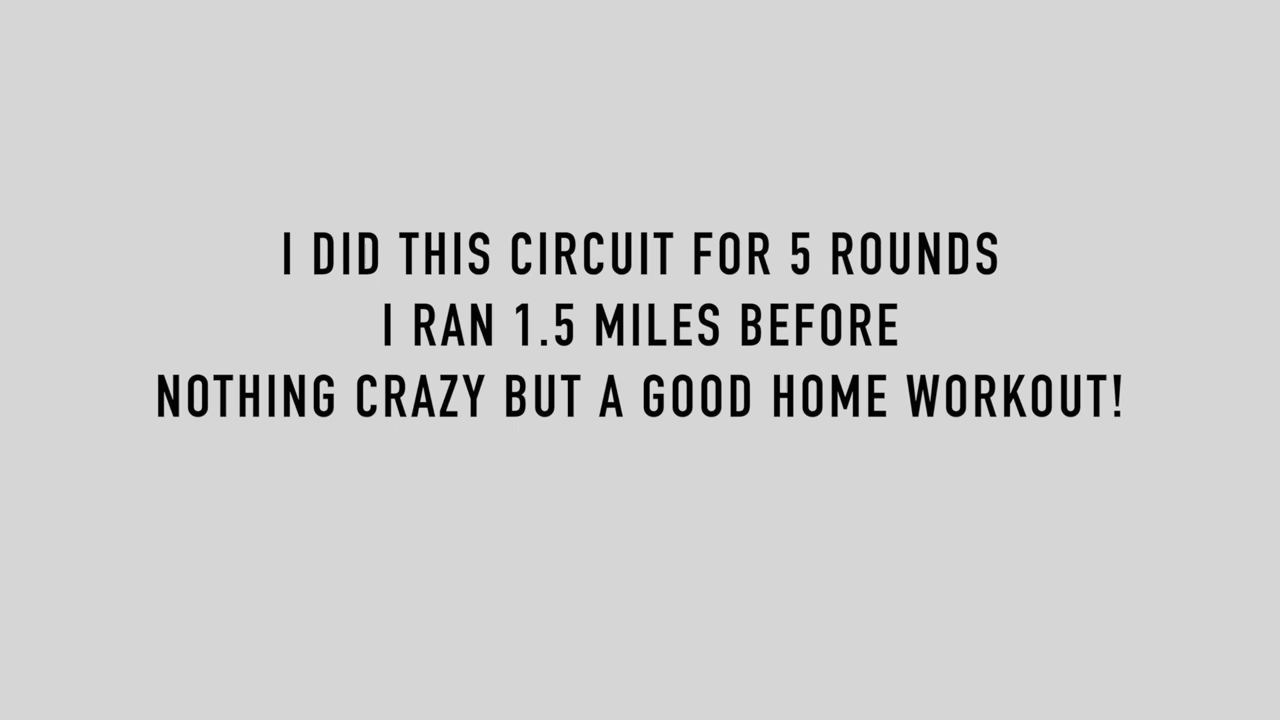 I DID THIS CIRCUIT FOR 5 ROUNDS
I RAN 1.5 MILES BEFORE
NOTHING CRAZY BUT A GOOD HOME WORKOUT!